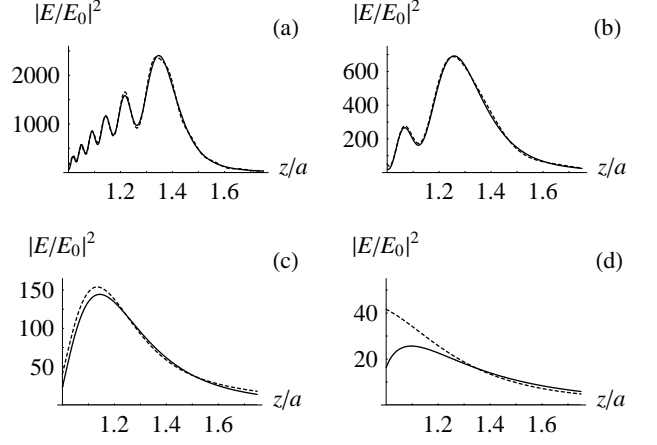 |E/E₀|² (a)
2000
1000
z/a
1.2 1.4 1.6
|E/E₀|² (b)
600
400
200
z/a
1.2 1.4 1.6
|E/E₀|² (c)
150
100
50
z/a
1.2 1.4 1.6
|E/E₀|² (d)
40
20
z/a
1.2 1.4 1.6